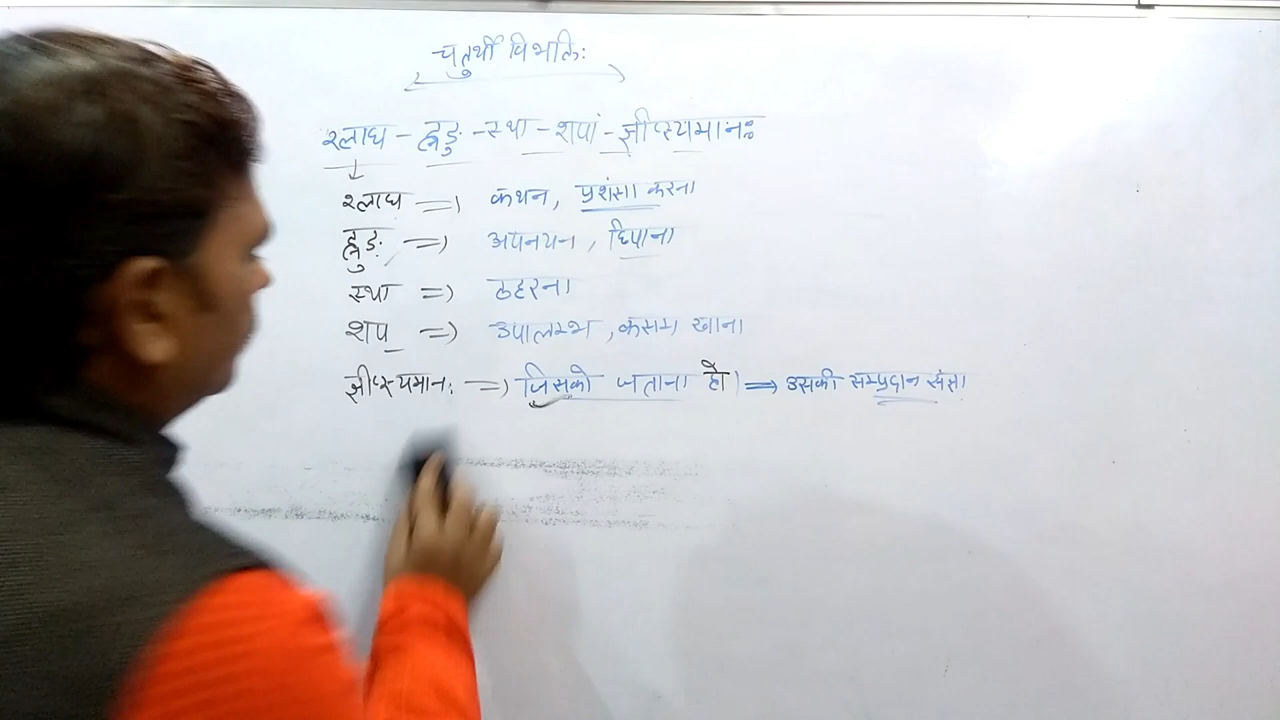 चतुर्थी विभक्ति:
श्लाघ - ह्नुङ् - स्था - शपां - ज्ञीप्स्यमानः
श्लाघ => कथन, प्रशंसा करना
ह्नुङ् => अपनयन, छिपाना
स्था => ठहरना
शप => उपालम्भ, कसम खाना
ज्ञीप्स्यमान: => जिसको जताना हो। => उसकी सम्प्रदान संज्ञा